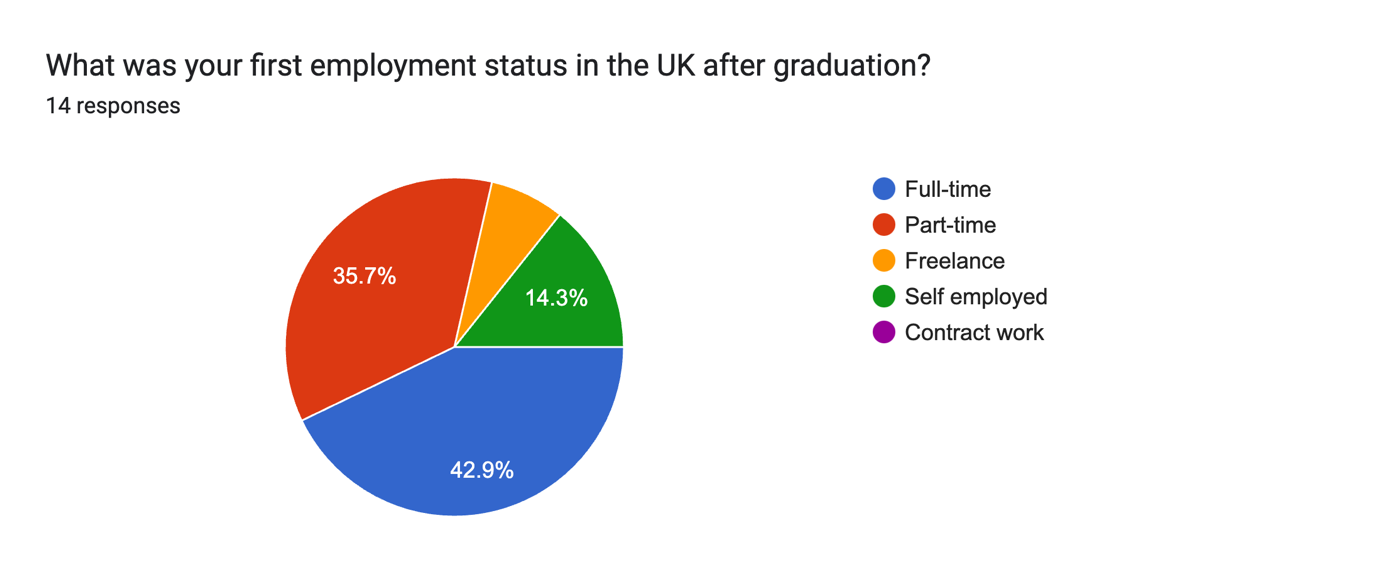 What was your first employment status in the UK after graduation?
14 responses
35.7%
14.3%
42.9%
Full-time
Part-time
Freelance
Self employed
Contract work